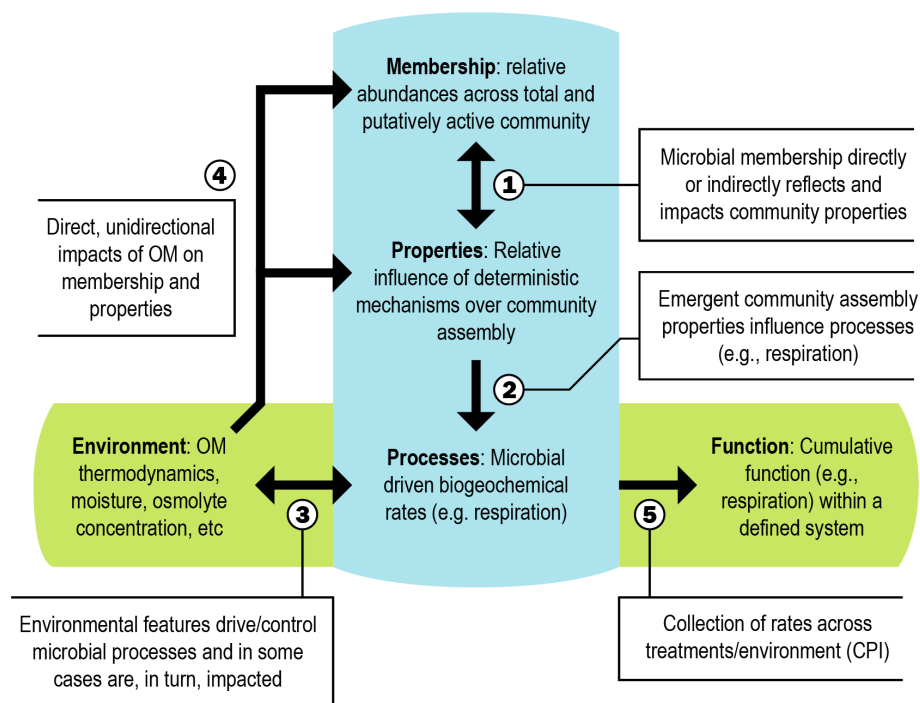 Membership: relative
abundances across total and
putatively active community
1
Microbial membership directly
or indirectly reflects and
impacts community properties
4
Direct, unidirectional
impacts of OM on
membership and
properties
Properties: Relative
influence of deterministic
mechanisms over community
assembly
Emergent community assembly
properties influence processes
(e.g., respiration)
2
Environment: OM
thermodynamics,
moisture, osmolyte
concentration, etc
3
Processes: Microbial
driven biogeochemical
rates (e.g. respiration)
5
Function: Cumulative
function (e.g.,
respiration) within a
defined system
Environmental features drive/control
microbial processes and in some
cases are, in turn, impacted
Collection of rates across
treatments/environment (CPI)